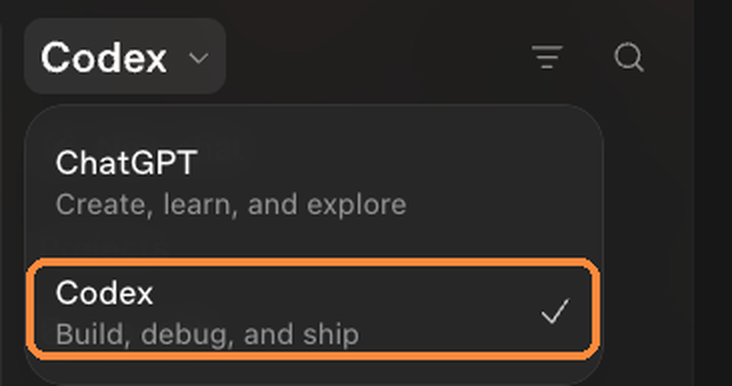 Codex
ChatGPT
Create, learn, and explore
Codex
Build, debug, and ship